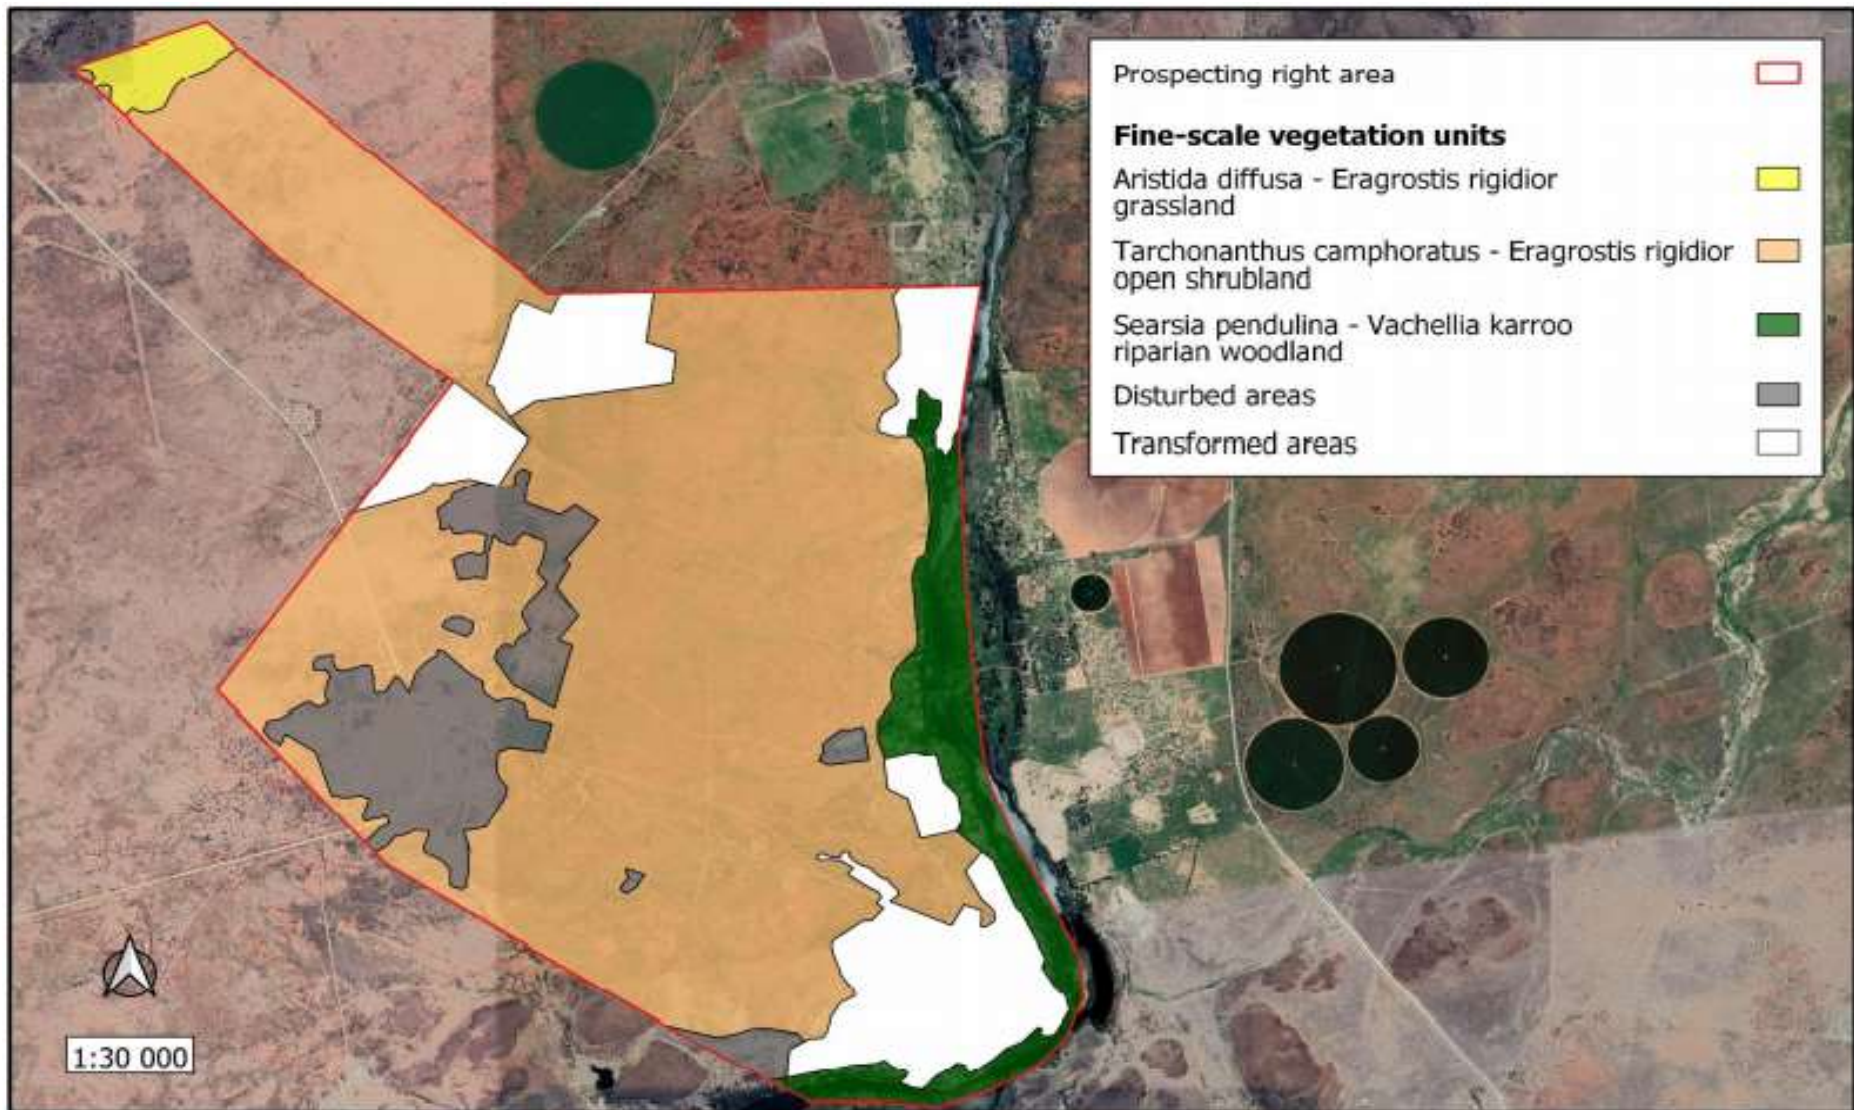 Prospecting right area
Fine-scale vegetation units
Aristida diffusa - Eragrostis rigidior
grassland
Tarchonanthus camphoratus - Eragrostis rigidior
open shrubland
Searsia pendulina - Vachellia karroo
riparian woodland
Disturbed areas
Transformed areas
1:30 000